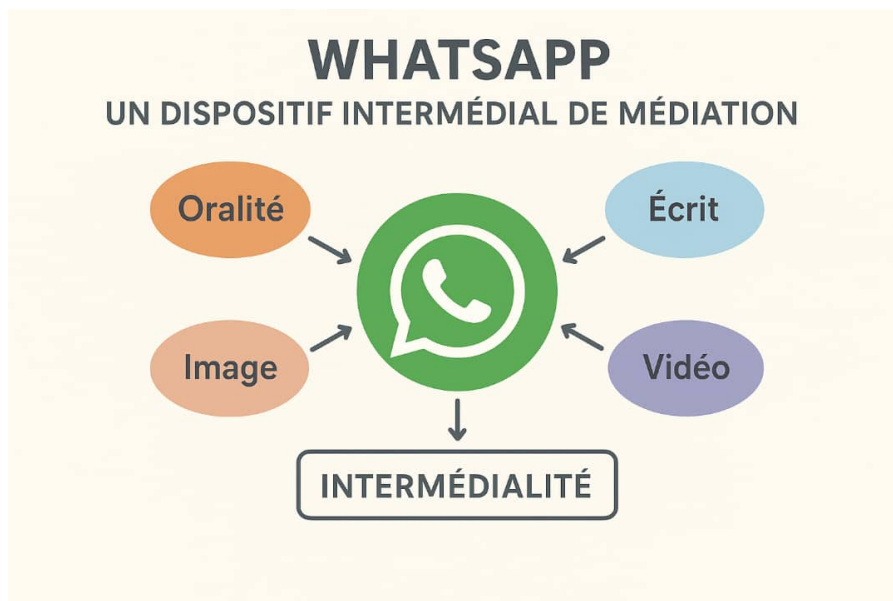 WHATSAPP
UN DISPOSITIF INTERMÉDIAL DE MÉDIATION
Oralité
Écrit
Image
Vidéo
INTERMÉDIALITÉ